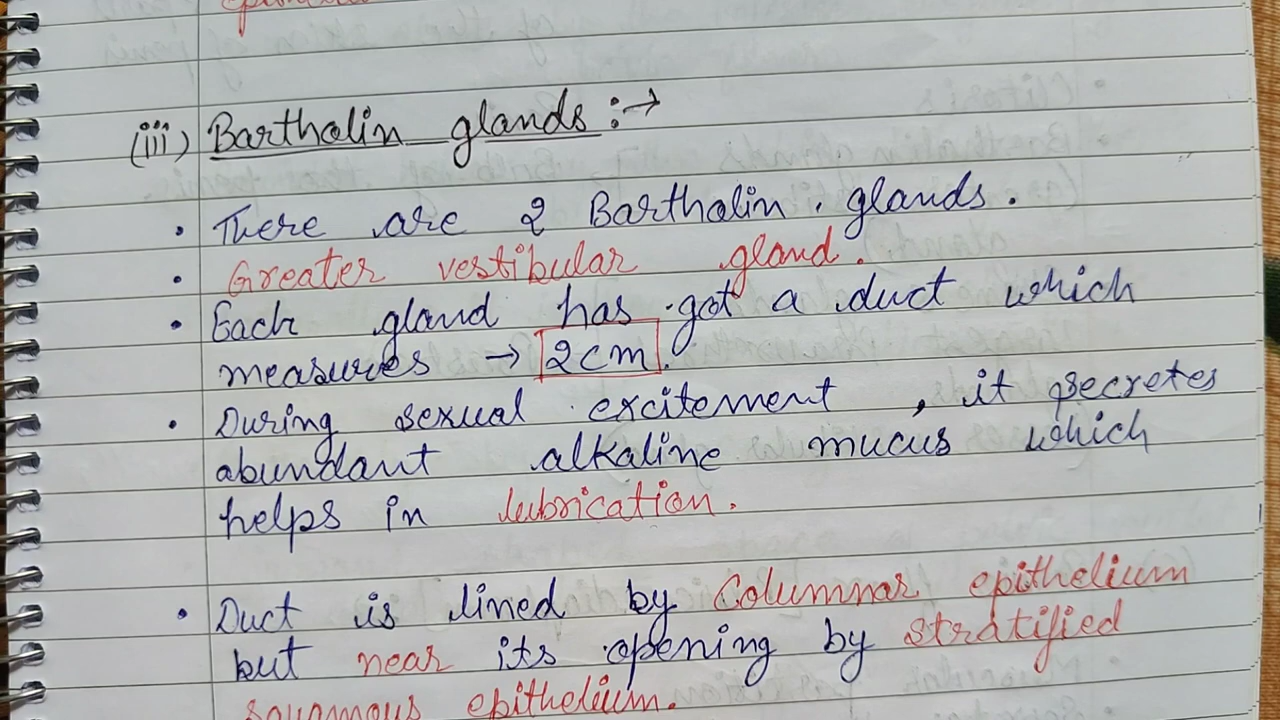 (iii) Bartholin glands :→
• There are 2 Bartholin glands.
• Greater vestibular gland.
• Each gland has got a duct which
measures → 2cm.
• During sexual excitement, it secretes
abundant alkaline mucus which
helps in lubrication.
• Duct is lined by Columnar epithelium
but near its opening by stratified
squamous epithelium.